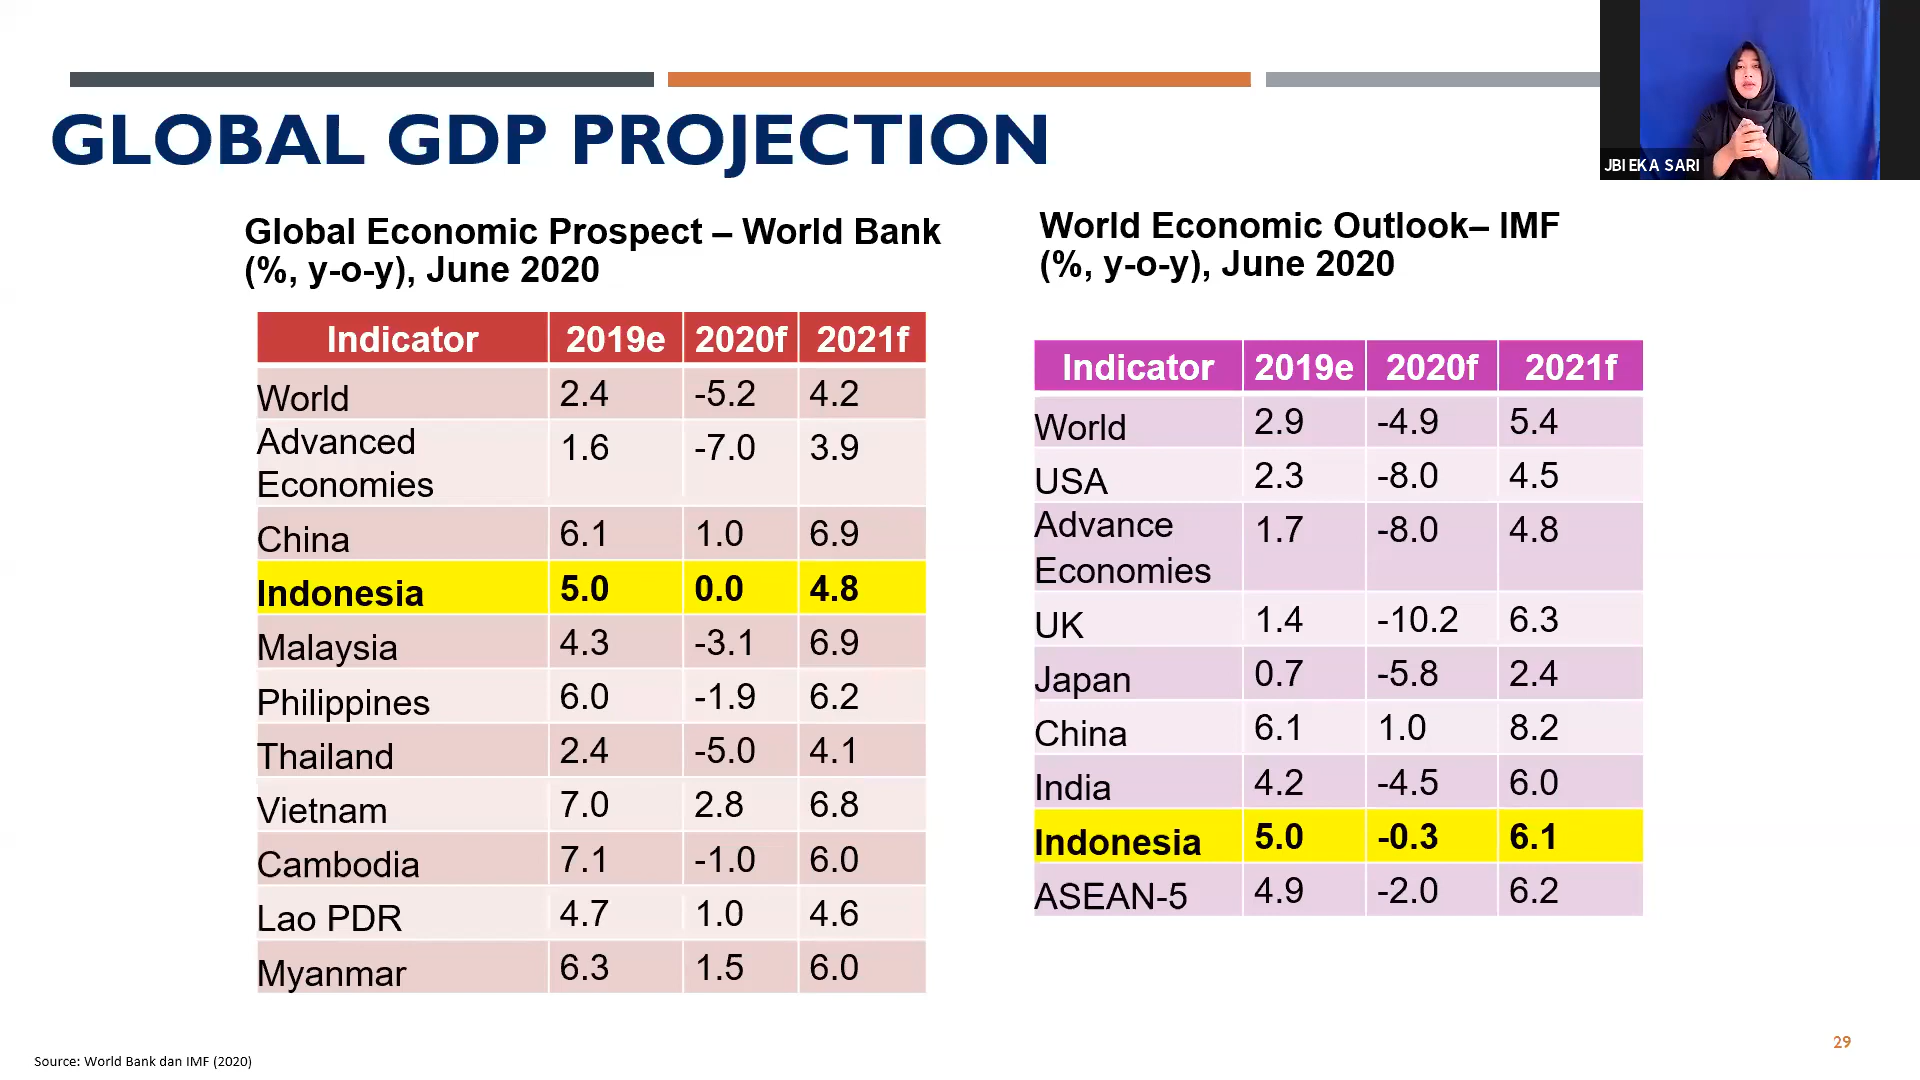 GLOBAL GDP PROJECTION
JBI EKA SARI
Global Economic Prospect – World Bank
(%, y-o-y), June 2020
Indicator 2019e 2020f 2021f
World 2.4 -5.2 4.2
Advanced
Economies 1.6 -7.0 3.9
China 6.1 1.0 6.9
Indonesia 5.0 0.0 4.8
Malaysia 4.3 -3.1 6.9
Philippines 6.0 -1.9 6.2
Thailand 2.4 -5.0 4.1
Vietnam 7.0 2.8 6.8
Cambodia 7.1 -1.0 6.0
Lao PDR 4.7 1.0 4.6
Myanmar 6.3 1.5 6.0
World Economic Outlook– IMF
(%, y-o-y), June 2020
Indicator 2019e 2020f 2021f
World 2.9 -4.9 5.4
USA 2.3 -8.0 4.5
Advance
Economies 1.7 -8.0 4.8
UK 1.4 -10.2 6.3
Japan 0.7 -5.8 2.4
China 6.1 1.0 8.2
India 4.2 -4.5 6.0
Indonesia 5.0 -0.3 6.1
ASEAN-5 4.9 -2.0 6.2
Source: World Bank dan IMF (2020)
29